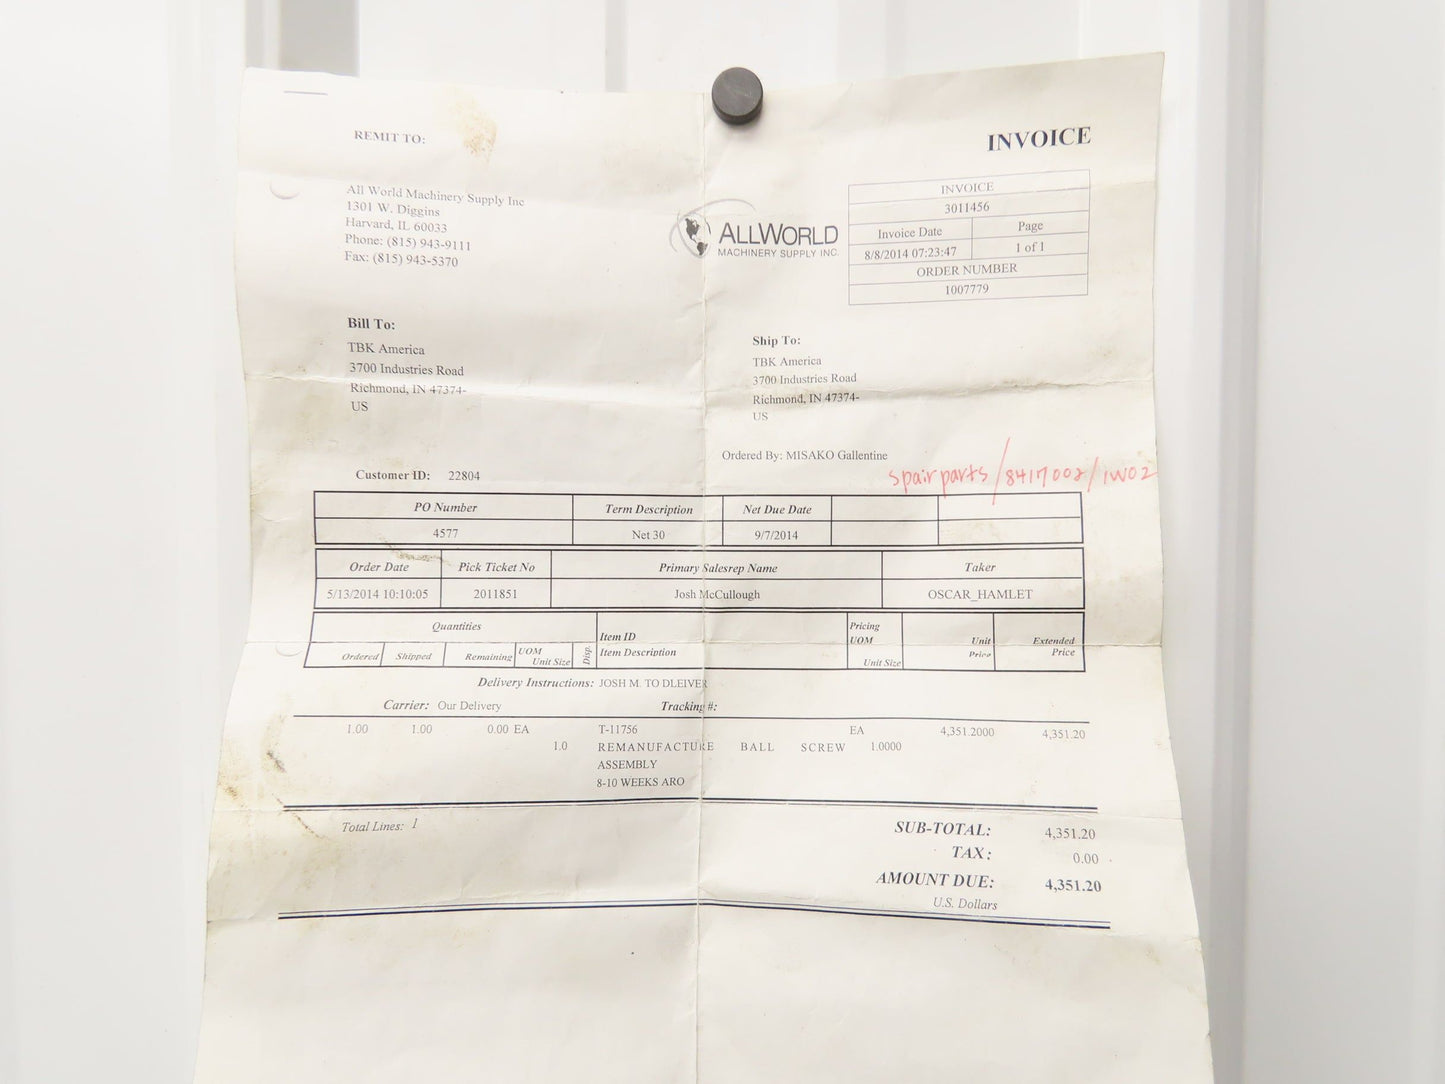 REMIT TO:
INVOICE
All World Machinery Supply Inc
1301 W. Diggins
Harvard, IL 60033
Phone: (815) 943-9111
Fax: (815) 943-5370
ALLWORLD
MACHINERY SUPPLY INC.
INVOICE
3011456
Invoice Date Page
8/8/2014 07:23:47 1 of 1
ORDER NUMBER
1007779
Bill To:
TBK America
3700 Industries Road
Richmond, IN 47374-
US
Ship To:
TBK America
3700 Industries Road
Richmond, IN 47374-
US
Ordered By: MISAKO Gallentine
spair parts/8417002/1W02
Customer ID: 22804
PO Number Term Description Net Due Date
4577 Net 30 9/7/2014
Order Date Pick Ticket No Primary Salesrep Name Taker
5/13/2014 10:10:05 2011851 Josh McCullough OSCAR_HAMLET
Quantities
Ordered Shipped Remaining UOM Unit Size Disp.
Item ID
Item Description
Pricing
UOM
Unit Size
Unit
Price
Extended
Price
Delivery Instructions: JOSH M. TO DLEIVER
Carrier: Our Delivery Tracking #:
1.00 1.00 0.00 EA T-11756 EA 4,351.2000 4,351.20
1.0 REMANUFACTURE BALL SCREW 1.0000
ASSEMBLY
8-10 WEEKS ARO
Total Lines: 1
SUB-TOTAL: 4,351.20
TAX: 0.00
AMOUNT DUE: 4,351.20
U.S. Dollars